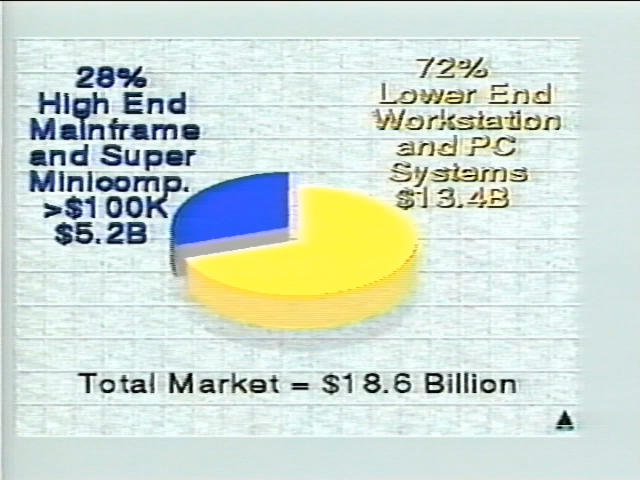 28%
High End
Mainframe
and Super
Minicomp.
>$100K
$5.2B
72%
Lower End
Workstation
and PC
Systems
$13.4B
Total Market = $18.6 Billion